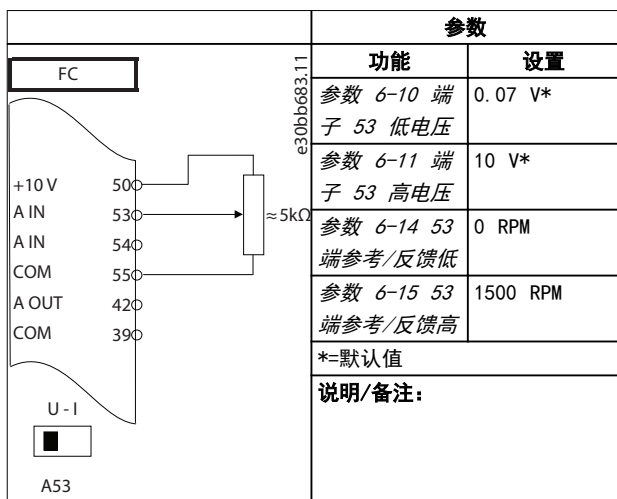 FC
e30bb683.11
+10 V 50
A IN 53
A IN 54
COM 55
A OUT 42
COM 39
≈5kΩ
U - I
A53
参数
功能 设置
参数 6-10 端
子 53 低电压
0.07 V*
参数 6-11 端
子 53 高电压
10 V*
参数 6-14 53
端参考/反馈低
0 RPM
参数 6-15 53
端参考/反馈高
1500 RPM
*=默认值
说明/备注：